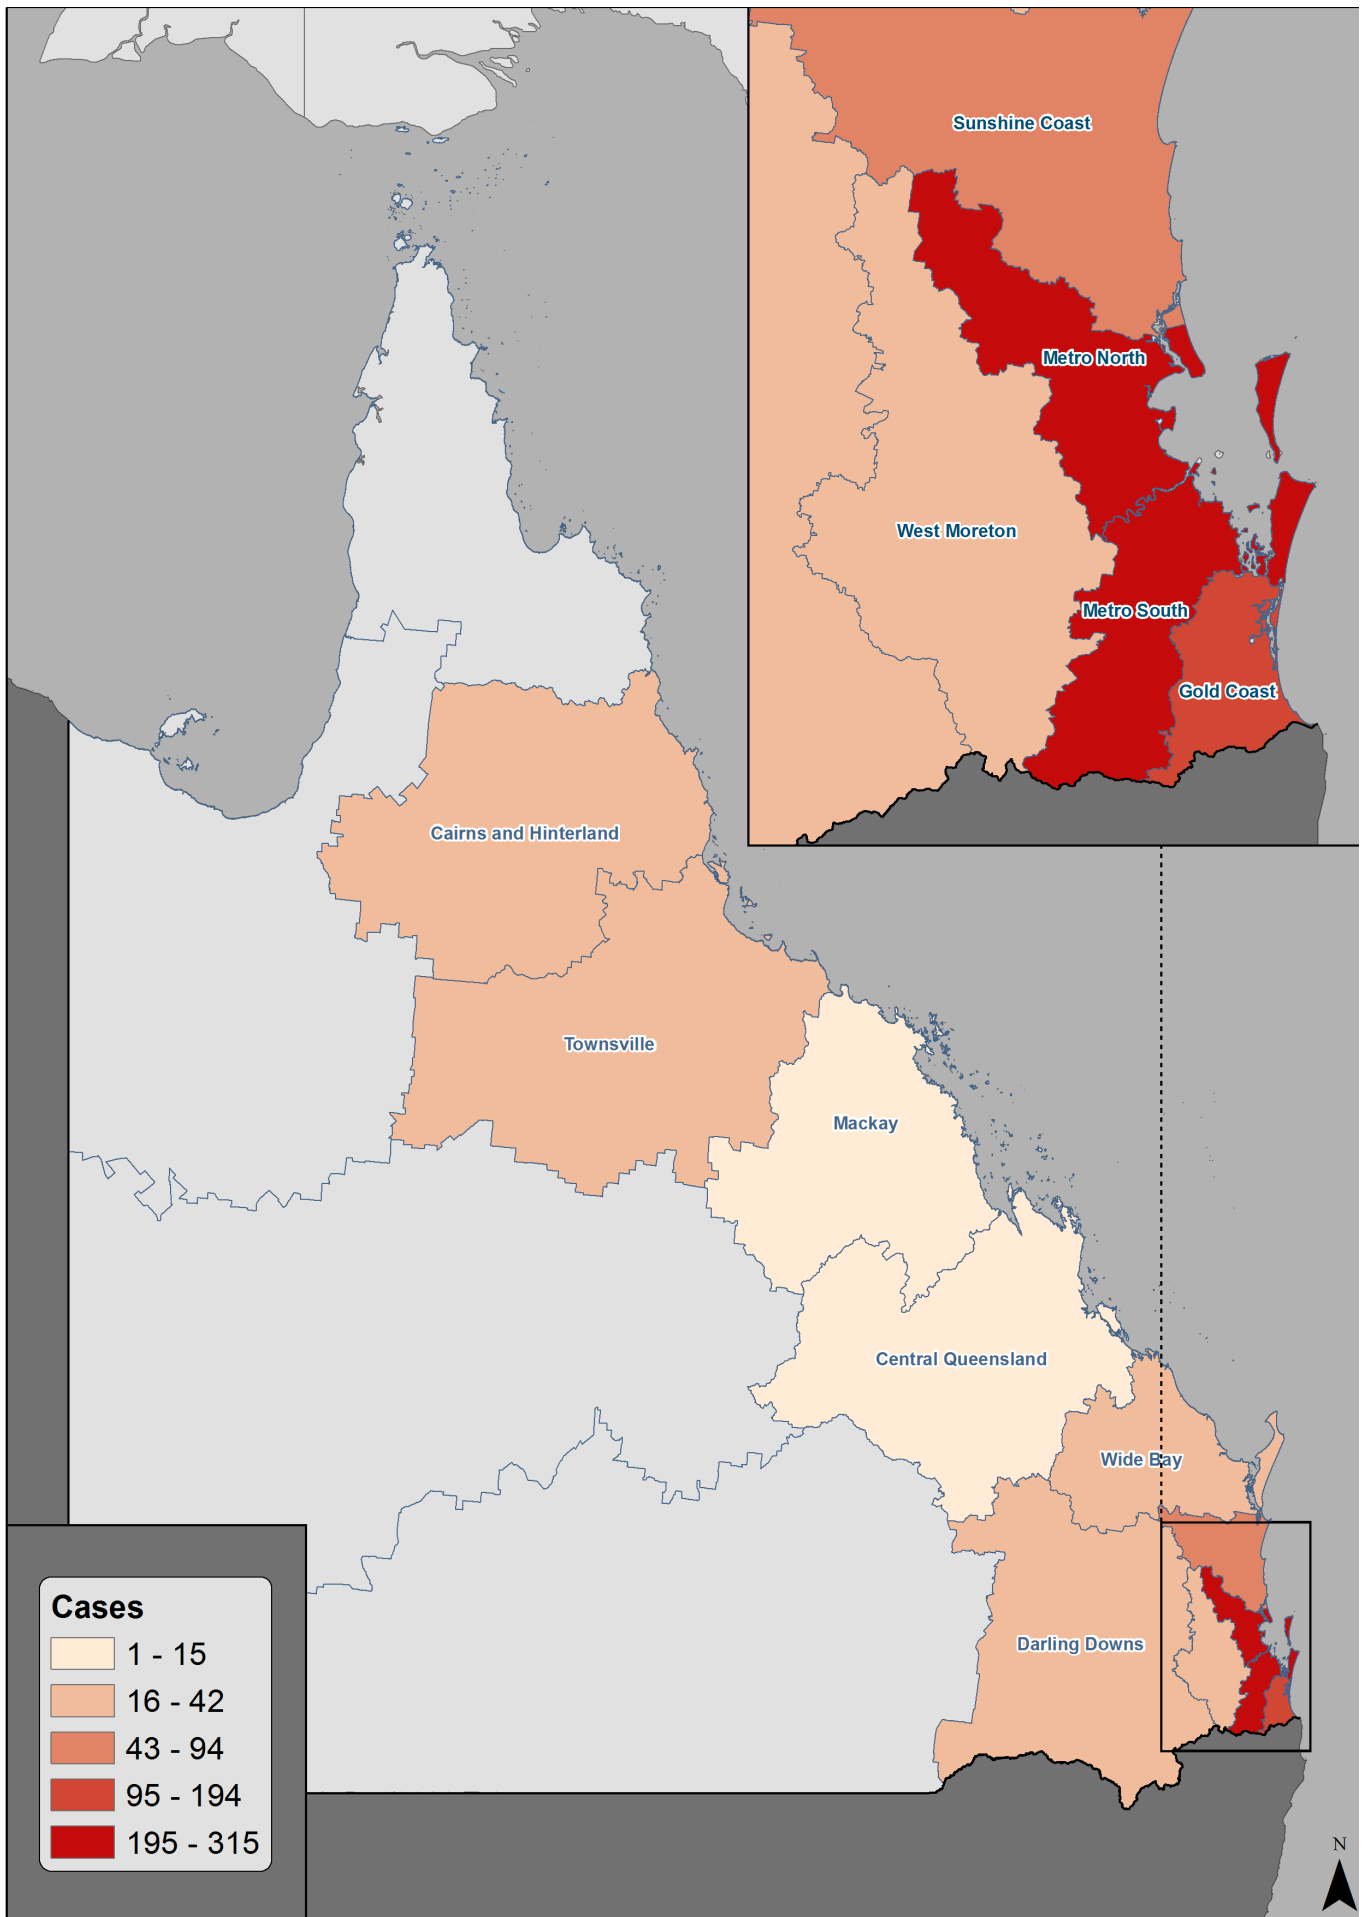 Sunshine Coast
Metro North
West Moreton
Metro South
Gold Coast
Cairns and Hinterland
Townsville
Mackay
Central Queensland
Wide Bay
Darling Downs
Cases
1 - 15
16 - 42
43 - 94
95 - 194
195 - 315
N